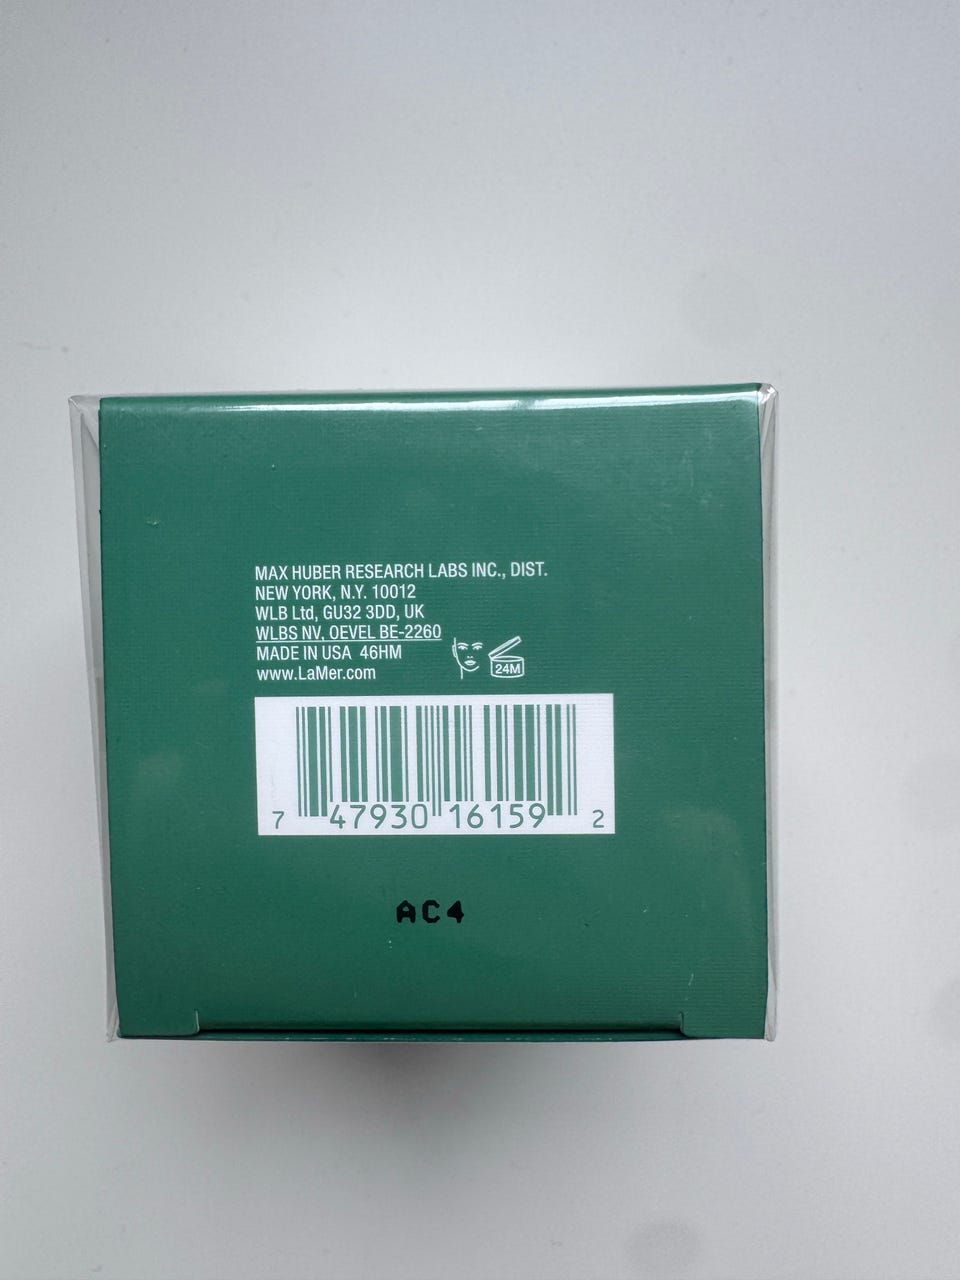 MAX HUBER RESEARCH LABS INC., DIST.
NEW YORK, N.Y. 10012
WLB Ltd, GU32 3DD, UK
WLBS NV, OEVEL BE-2260
MADE IN USA 46HM
www.LaMer.com
24M
7 47930 16159 2
AC4